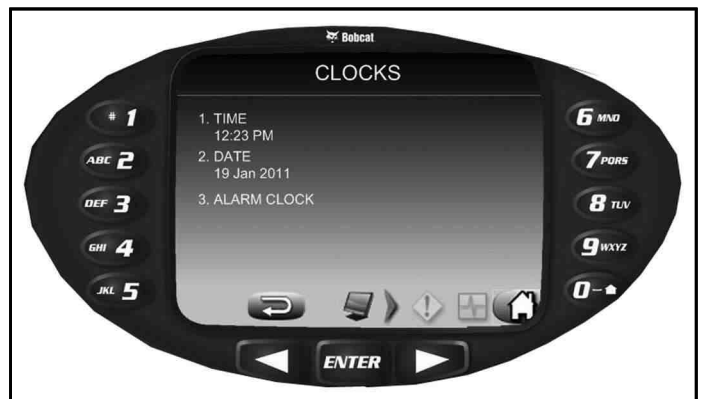 Bobcat
CLOCKS
1. TIME
12:23 PM
2. DATE
19 Jan 2011
3. ALARM CLOCK
# 1
ABC 2
DEF 3
GHI 4
JKL 5
6 MNO
7 PQRS
8 TUV
9 WXYZ
0 -
ENTER